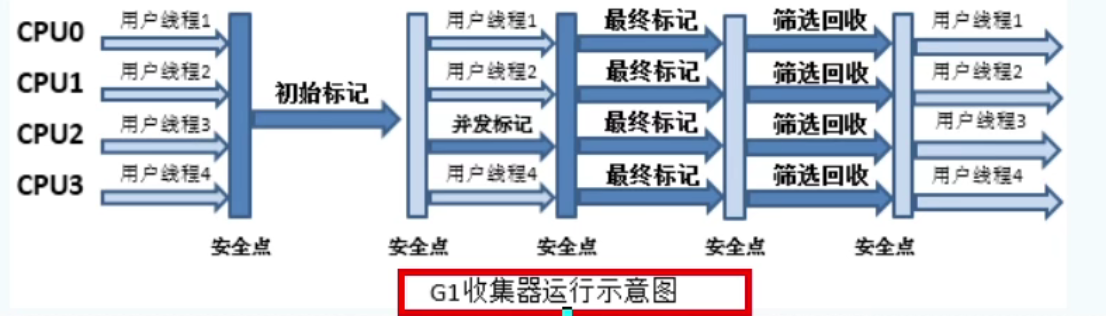 CPU0 用户线程1 用户线程1 最终标记 筛选回收 用户线程1
CPU1 用户线程2 初始标记 用户线程2 最终标记 筛选回收 用户线程2
CPU2 用户线程3 并发标记 最终标记 筛选回收 用户线程3
CPU3 用户线程4 用户线程4 最终标记 筛选回收 用户线程4
安全点 安全点 安全点 安全点 安全点
G1收集器运行示意图